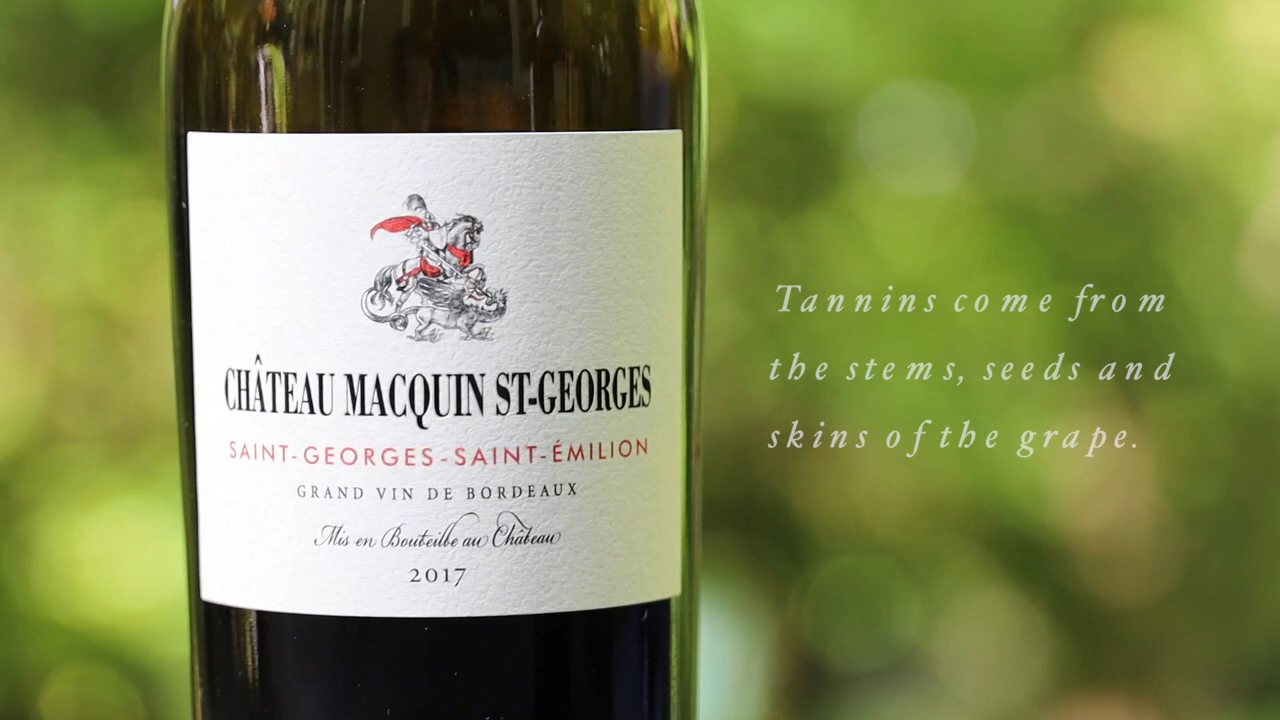 CHÂTEAU MACQUIN ST-GEORGES
SAINT-GEORGES-SAINT-ÉMILION
GRAND VIN DE BORDEAUX
Mis en Bouteille au Château
2017
Tannins come from
the stems, seeds and
skins of the grape.